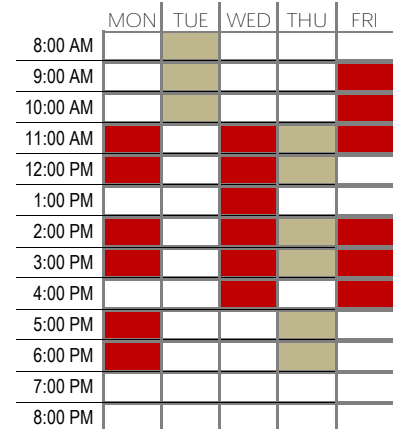 MON TUE WED THU FRI
8:00 AM
9:00 AM
10:00 AM
11:00 AM
12:00 PM
1:00 PM
2:00 PM
3:00 PM
4:00 PM
5:00 PM
6:00 PM
7:00 PM
8:00 PM